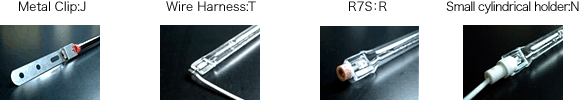 Metal Clip:J
Wire Harness:T
R7S:R
Small cylindrical holder:N